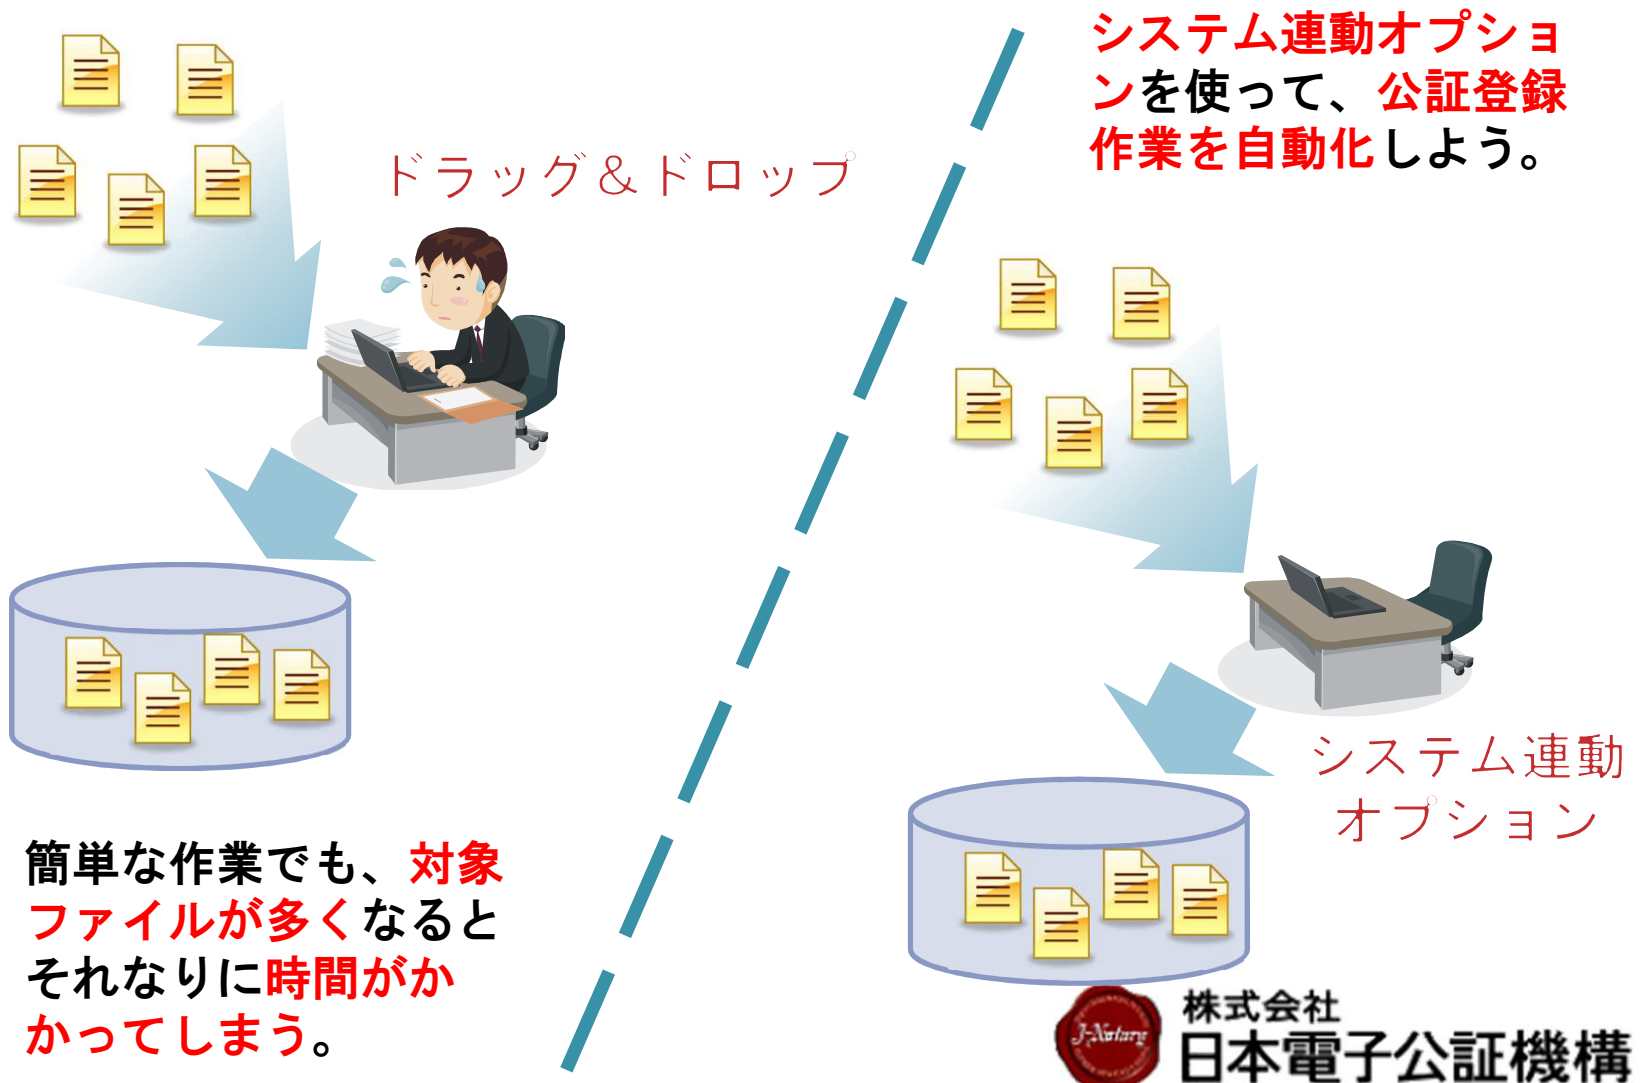 ドラッグ＆ドロップ
簡単な作業でも、対象
ファイルが多くなると
それなりに時間がか
かってしまう。
システム連動オプショ
ンを使って、公証登録
作業を自動化しよう。
システム連動
オプション
J-Notary
株式会社
日本電子公証機構